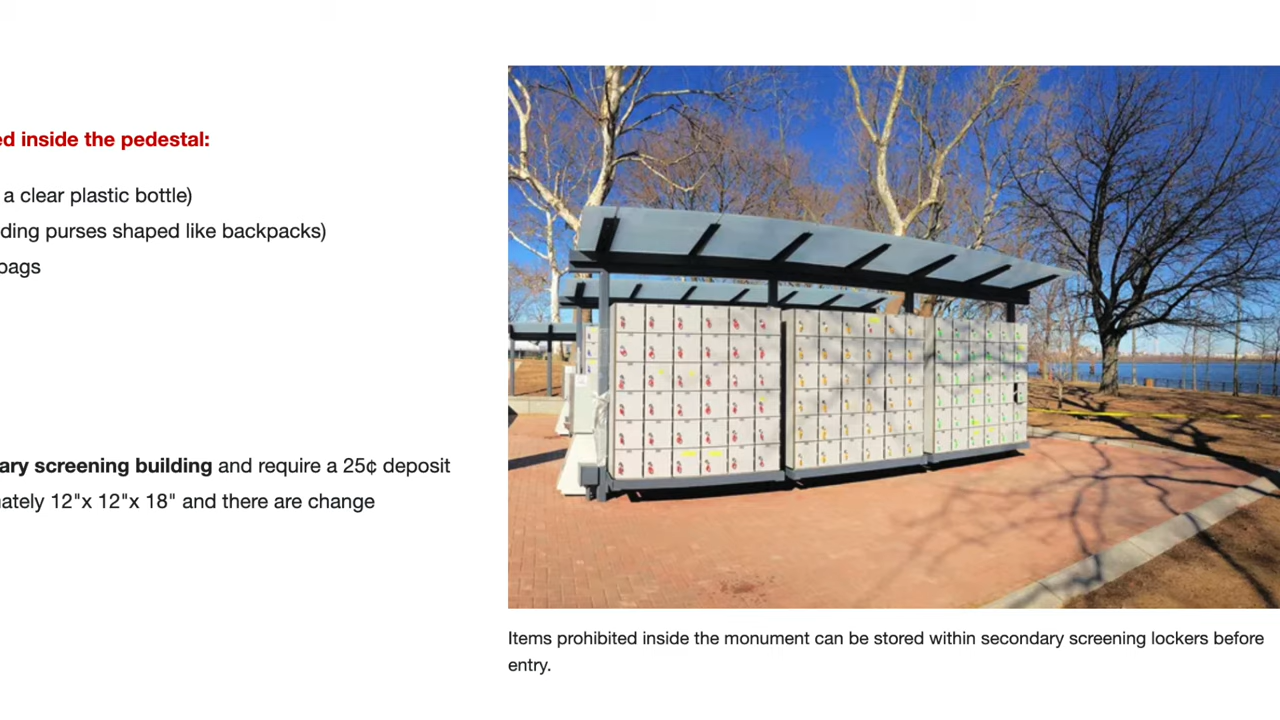 ed inside the pedestal:
a clear plastic bottle)
ding purses shaped like backpacks)
bags
ary screening building and require a 25¢ deposit
ately 12"x 12"x 18" and there are change
Items prohibited inside the monument can be stored within secondary screening lockers before
entry.